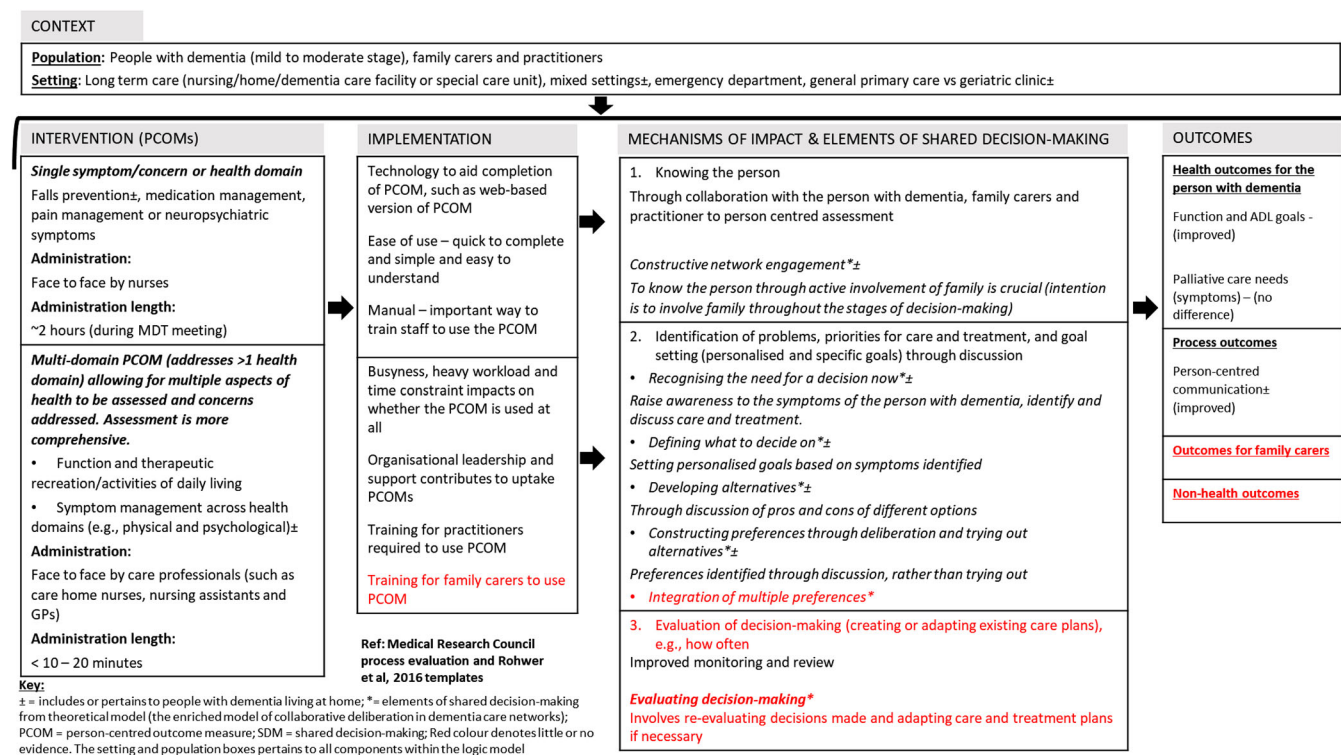 CONTEXT
Population: People with dementia (mild to moderate stage), family carers and practitioners
Setting: Long term care (nursing/home/dementia care facility or special care unit), mixed settings±, emergency department, general primary care vs geriatric clinic±
INTERVENTION (PCOMs)
Single symptom/concern or health domain
Falls prevention±, medication management,
pain management or neuropsychiatric
symptoms
Administration:
Face to face by nurses
Administration length:
~2 hours (during MDT meeting)
Multi-domain PCOM (addresses >1 health
domain) allowing for multiple aspects of
health to be assessed and concerns
addressed. Assessment is more
comprehensive.
• Function and therapeutic
recreation/activities of daily living
• Symptom management across health
domains (e.g., physical and psychological)±
Administration:
Face to face by care professionals (such as
care home nurses, nursing assistants and
GPs)
Administration length:
< 10 – 20 minutes
IMPLEMENTATION
Technology to aid completion
of PCOM, such as web-based
version of PCOM
Ease of use – quick to complete
and simple and easy to
understand
Manual – important way to
train staff to use the PCOM
Busyness, heavy workload and
time constraint impacts on
whether the PCOM is used at
all
Organisational leadership and
support contributes to uptake
PCOMs
Training for practitioners
required to use PCOM
Training for family carers to use
PCOM
Ref: Medical Research Council
process evaluation and Rohwer
et al, 2016 templates
MECHANISMS OF IMPACT & ELEMENTS OF SHARED DECISION-MAKING
1. Knowing the person
Through collaboration with the person with dementia, family carers and
practitioner to person centred assessment
Constructive network engagement*±
To know the person through active involvement of family is crucial (intention
is to involve family throughout the stages of decision-making)
2. Identification of problems, priorities for care and treatment, and goal
setting (personalised and specific goals) through discussion
• Recognising the need for a decision now*±
Raise awareness to the symptoms of the person with dementia, identify and
discuss care and treatment.
• Defining what to decide on*±
Setting personalised goals based on symptoms identified
• Developing alternatives*±
Through discussion of pros and cons of different options
• Constructing preferences through deliberation and trying out
alternatives*±
Preferences identified through discussion, rather than trying out
• Integration of multiple preferences*
3. Evaluation of decision-making (creating or adapting existing care plans),
e.g., how often
Improved monitoring and review
Evaluating decision-making*
Involves re-evaluating decisions made and adapting care and treatment plans
if necessary
OUTCOMES
Health outcomes for the
person with dementia
Function and ADL goals -
(improved)
Palliative care needs
(symptoms) – (no
difference)
Process outcomes
Person-centred
communication±
(improved)
Outcomes for family carers
Non-health outcomes
Key:
± = includes or pertains to people with dementia living at home; *= elements of shared decision-making
from theoretical model (the enriched model of collaborative deliberation in dementia care networks);
PCOM = person-centred outcome measure; SDM = shared decision-making; Red colour denotes little or no
evidence. The setting and population boxes pertains to all components within the logic model